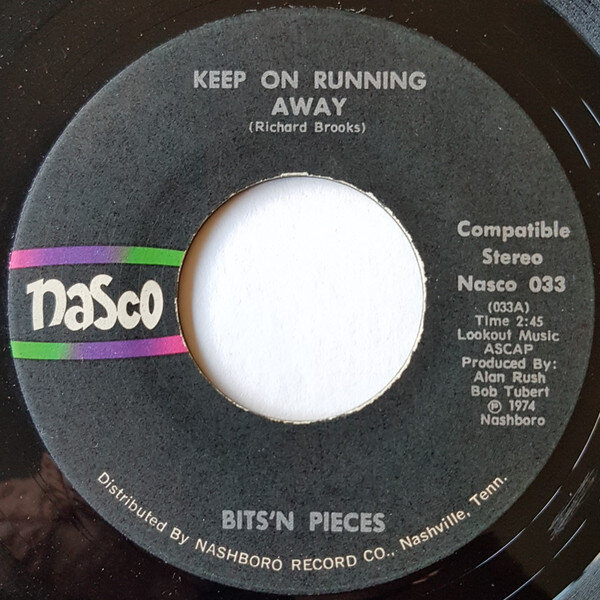 KEEP ON RUNNING
AWAY
(Richard Brooks)
nasco
Compatible
Stereo
Nasco 033
(033A)
Time 2:45
Lookout Music
ASCAP
Produced By:
Alan Rush
Bob Tubert
℗ 1974
Nashboro
BITS'N PIECES
Distributed By NASHBORO RECORD CO., Nashville, Tenn.